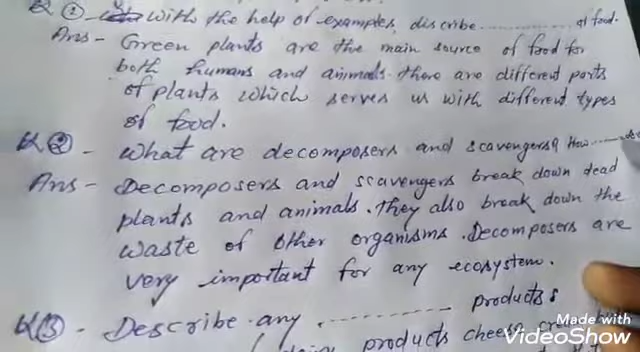 Q ①. With the help of examples, describe ............ of food.
Ans - Green plants are the main source of food for
both humans and animals. there are different parts
of plants which serves us with different types
of food.
Q ② - What are decomposers and scavengers? How ........
Ans - Decomposers and scavengers break down dead
plants and animals. They also break down the
waste of other organisms. Decomposers are
very important for any ecosystem.
Q ③ - Describe any ............ products
products cheese
Made with
VideoShow